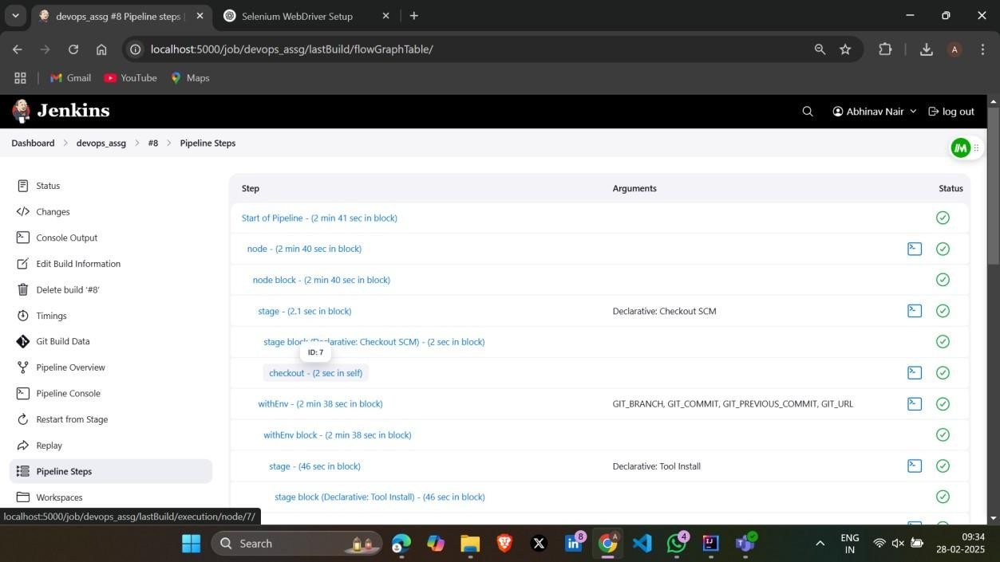 devops_assg #8 Pipeline steps
Selenium WebDriver Setup
localhost:5000/job/devops_assg/lastBuild/flowGraphTable/
A
Gmail
YouTube
Maps
Jenkins
Abhinav Nair
log out
Dashboard > devops_assg > #8 > Pipeline Steps
Status
Changes
Console Output
Edit Build Information
Delete build '#8'
Timings
Git Build Data
Pipeline Overview
Pipeline Console
Restart from Stage
Replay
Pipeline Steps
Workspaces
Step Arguments Status
Start of Pipeline - (2 min 41 sec in block)
node - (2 min 40 sec in block)
node block - (2 min 40 sec in block)
stage - (2.1 sec in block) Declarative: Checkout SCM
stage block (Declarative: Checkout SCM) - (2 sec in block)
ID: 7
checkout - (2 sec in self)
withEnv - (2 min 38 sec in block) GIT_BRANCH, GIT_COMMIT, GIT_PREVIOUS_COMMIT, GIT_URL
withEnv block - (2 min 38 sec in block)
stage - (46 sec in block) Declarative: Tool Install
stage block (Declarative: Tool Install) - (46 sec in block)
localhost:5000/job/devops_assg/lastBuild/execution/node/7/
Search
8
A
4
ENG
IN
09:34
28-02-2025